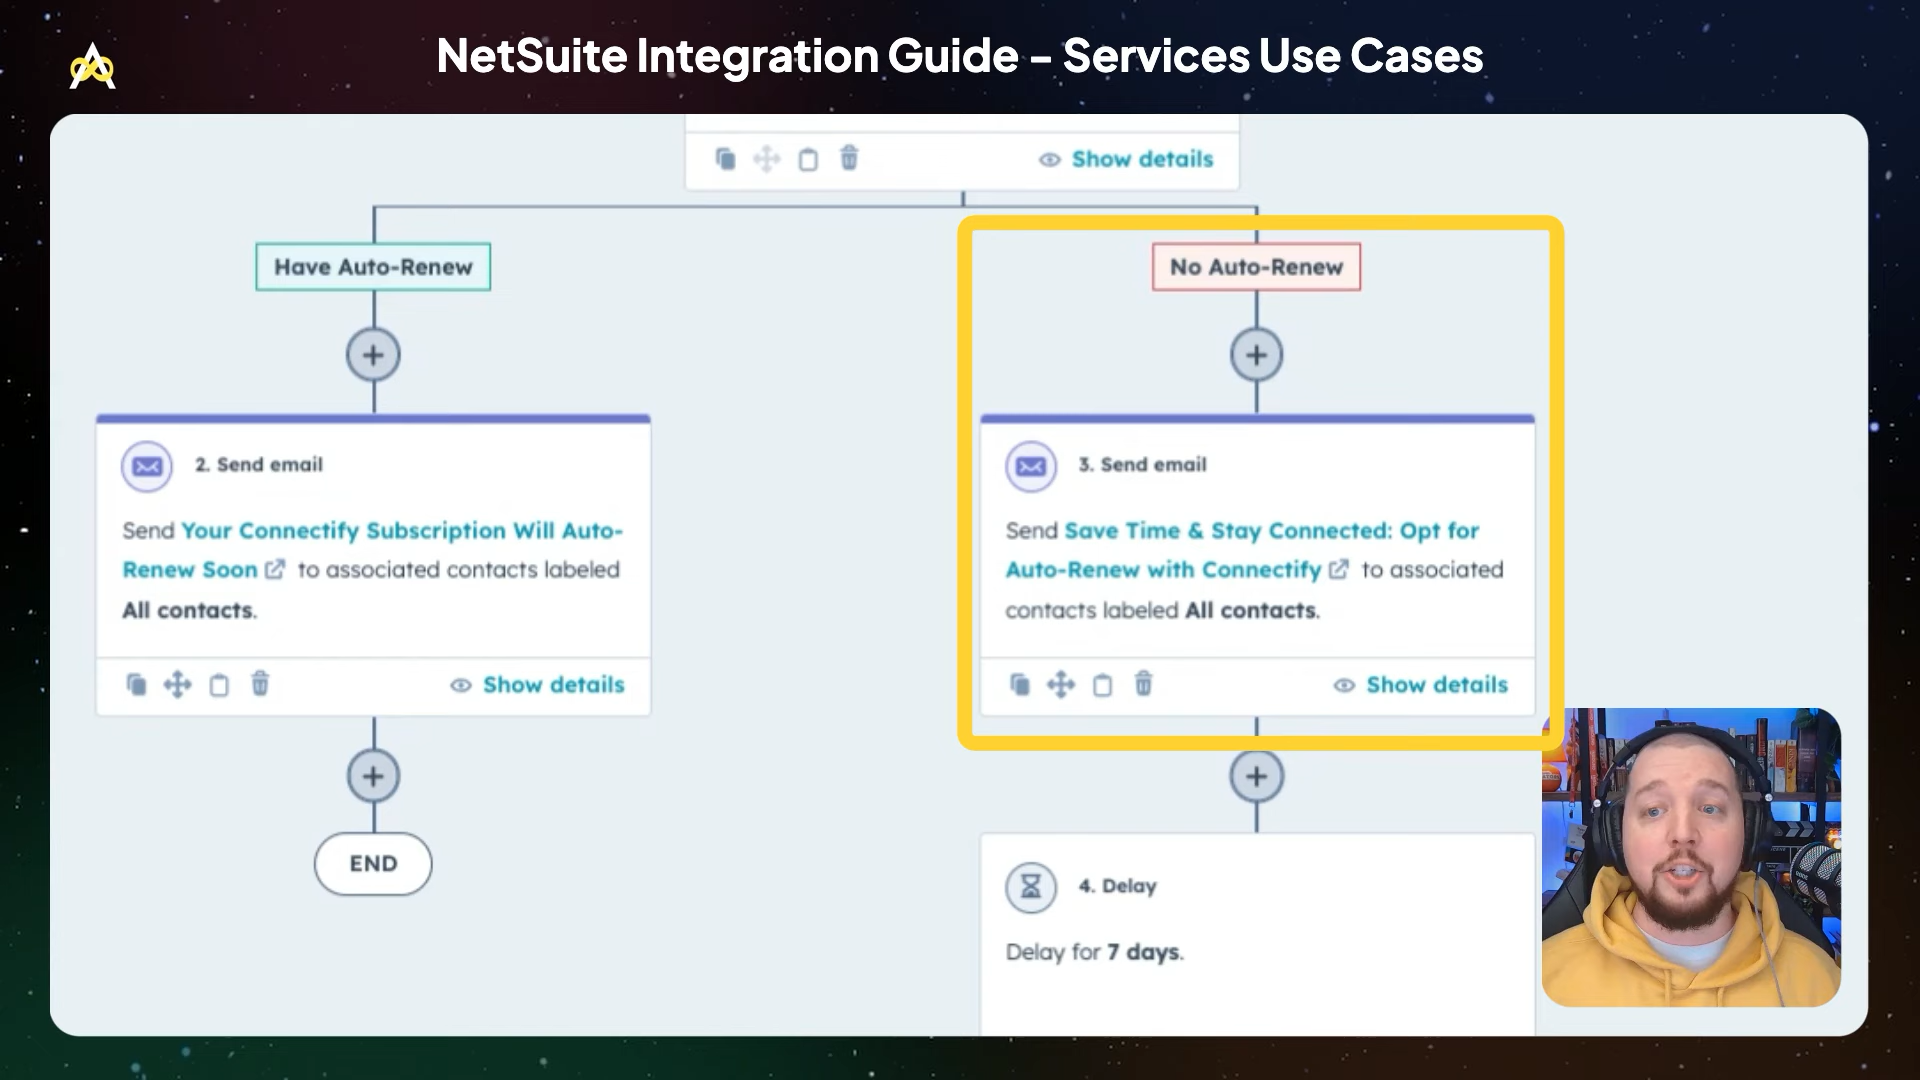 NetSuite Integration Guide – Services Use Cases
Show details
Have Auto-Renew
No Auto-Renew
2. Send email
Send Your Connectify Subscription Will Auto-
Renew Soon to associated contacts labeled
All contacts.
Show details
END
3. Send email
Send Save Time & Stay Connected: Opt for
Auto-Renew with Connectify to associated
contacts labeled All contacts.
Show details
4. Delay
Delay for 7 days.